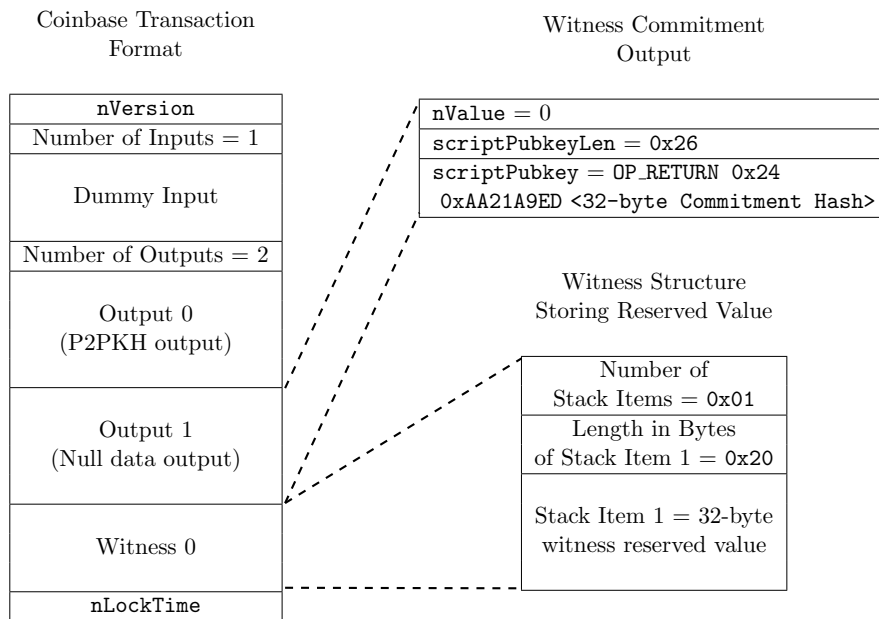 Coinbase Transaction
Format
nVersion
Number of Inputs = 1
Dummy Input
Number of Outputs = 2
Output 0
(P2PKH output)
Output 1
(Null data output)
Witness 0
nLockTime
Witness Commitment
Output
nValue = 0
scriptPubkeyLen = 0x26
scriptPubkey = OP_RETURN 0x24
0xAA21A9ED <32-byte Commitment Hash>
Witness Structure
Storing Reserved Value
Number of
Stack Items = 0x01
Length in Bytes
of Stack Item 1 = 0x20
Stack Item 1 = 32-byte
witness reserved value